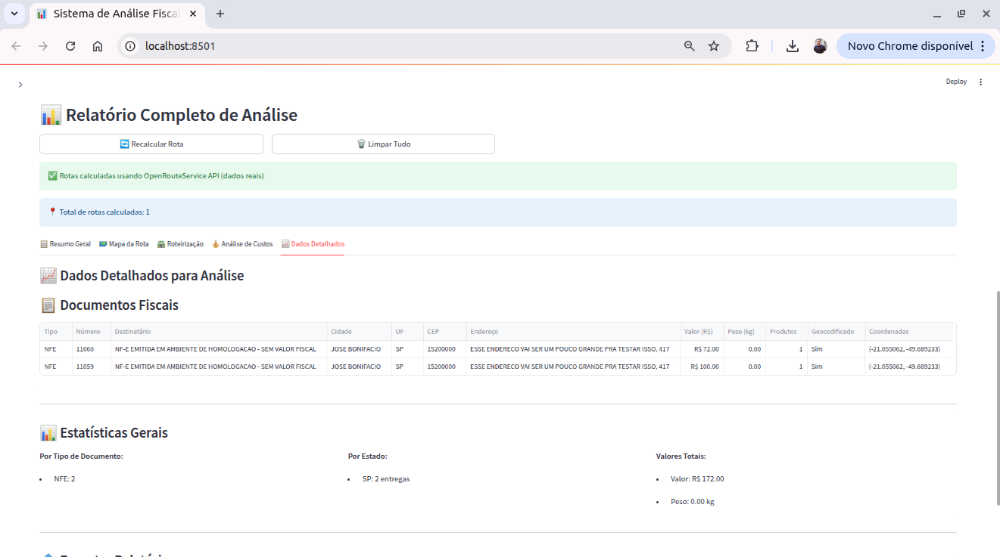 Sistema de Análise Fisca
localhost:8501
Novo Chrome disponível
Deploy
Relatório Completo de Análise
Recalcular Rota
Limpar Tudo
Rotas calculadas usando OpenRouteService API (dados reais)
Total de rotas calculadas: 1
Resumo Geral Mapa da Rota Roteirização Análise de Custos Dados Detalhados
Dados Detalhados para Análise
Documentos Fiscais
Tipo Número Destinatário Cidade UF CEP Endereço Valor (R$) Peso (kg) Produtos Geocodificado Coordenadas
NFE 11060 NF-E EMITIDA EM AMBIENTE DE HOMOLOGACAO - SEM VALOR FISCAL JOSE BONIFACIO SP 15200000 ESSE ENDERECO VAI SER UM POUCO GRANDE PRA TESTAR ISSO, 417 R$ 72.00 0.00 1 Sim (-21.055062, -49.689233)
NFE 11059 NF-E EMITIDA EM AMBIENTE DE HOMOLOGACAO - SEM VALOR FISCAL JOSE BONIFACIO SP 15200000 ESSE ENDERECO VAI SER UM POUCO GRANDE PRA TESTAR ISSO, 417 R$ 100.00 0.00 1 Sim (-21.055062, -49.689233)
Estatísticas Gerais
Por Tipo de Documento: Por Estado: Valores Totais:
• NFE: 2 • SP: 2 entregas • Valor: R$ 172.00
• Peso: 0.00 kg